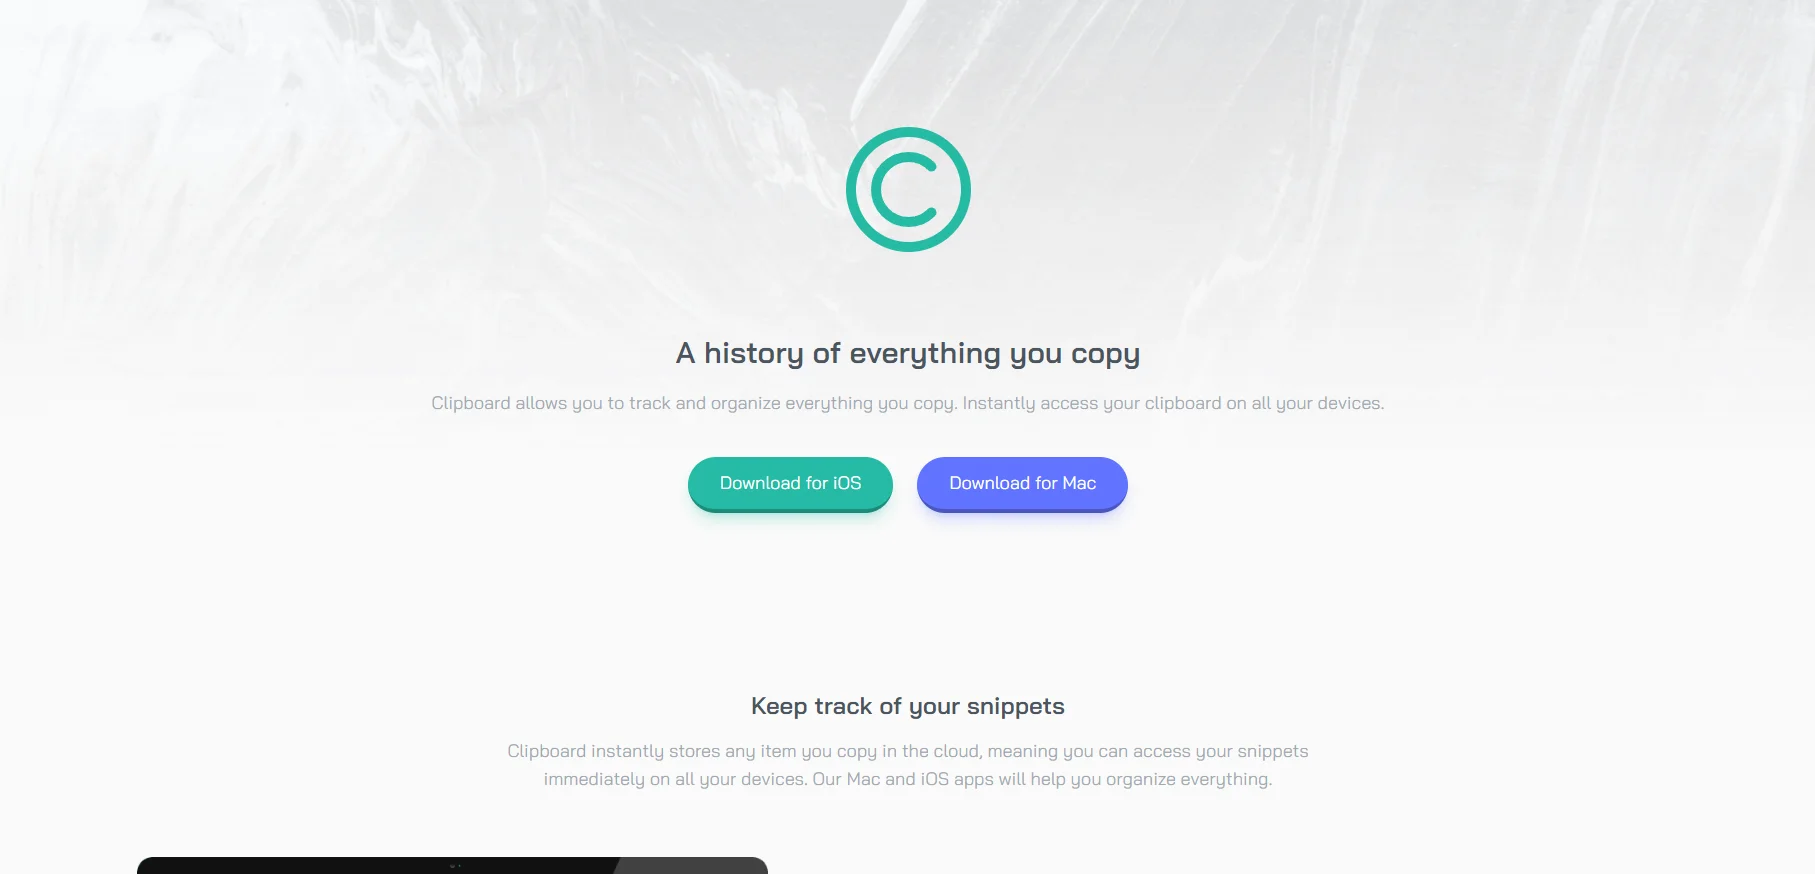 A history of everything you copy
Clipboard allows you to track and organize everything you copy. Instantly access your clipboard on all your devices.
Download for iOS
Download for Mac
Keep track of your snippets
Clipboard instantly stores any item you copy in the cloud, meaning you can access your snippets
immediately on all your devices. Our Mac and iOS apps will help you organize everything.